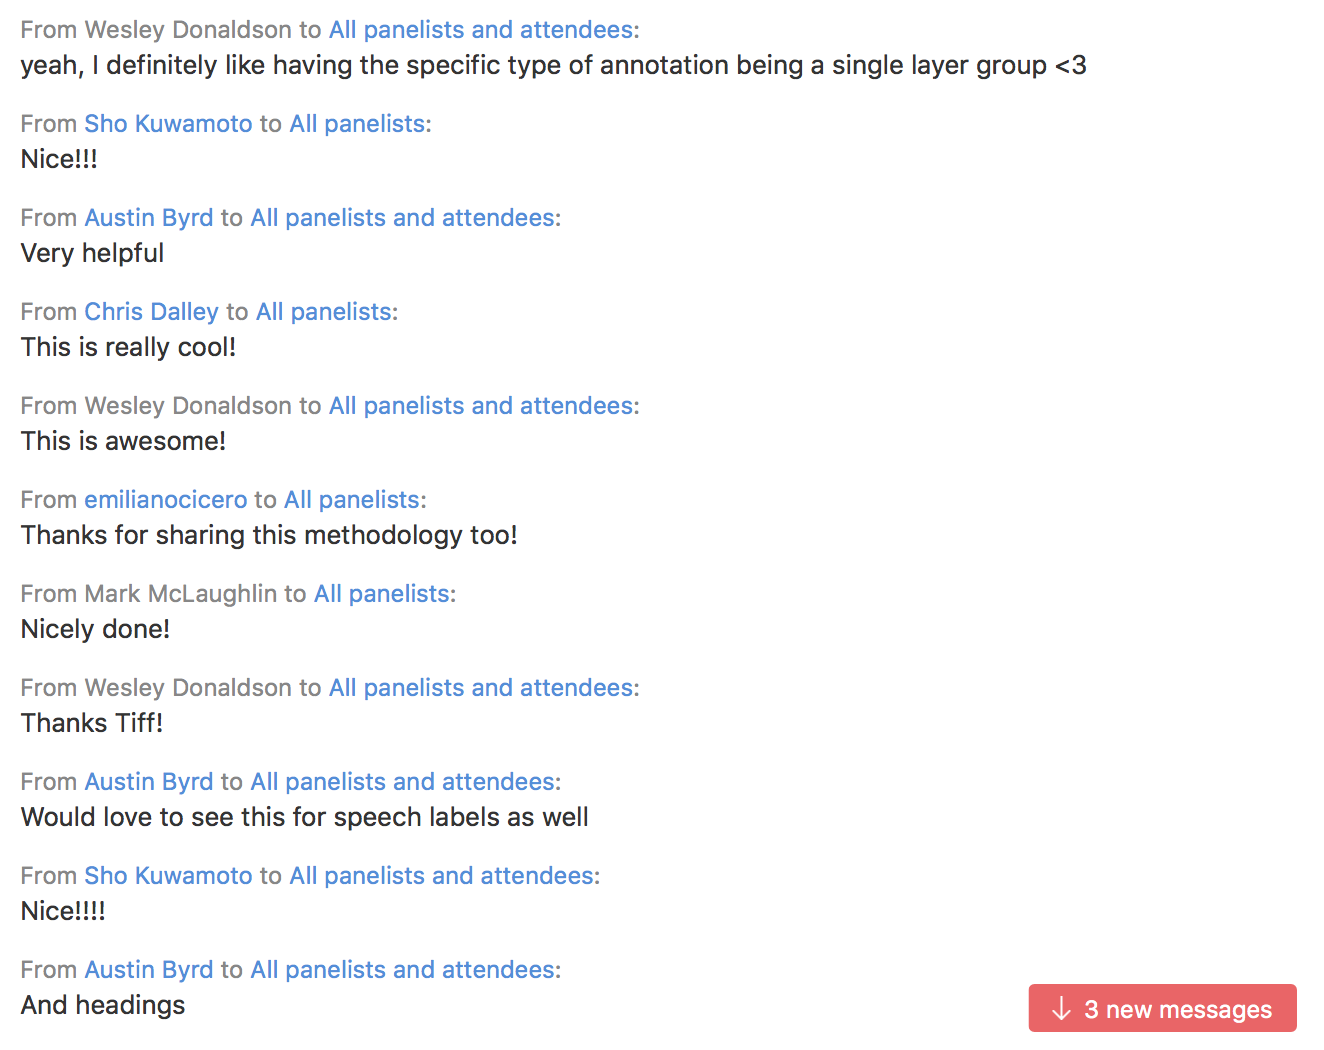 From Wesley Donaldson to All panelists and attendees:
yeah, I definitely like having the specific type of annotation being a single layer group <3
From Sho Kuwamoto to All panelists:
Nice!!!
From Austin Byrd to All panelists and attendees:
Very helpful
From Chris Dalley to All panelists:
This is really cool!
From Wesley Donaldson to All panelists and attendees:
This is awesome!
From emilianocicero to All panelists:
Thanks for sharing this methodology too!
From Mark McLaughlin to All panelists:
Nicely done!
From Wesley Donaldson to All panelists and attendees:
Thanks Tiff!
From Austin Byrd to All panelists and attendees:
Would love to see this for speech labels as well
From Sho Kuwamoto to All panelists and attendees:
Nice!!!!
From Austin Byrd to All panelists and attendees:
And headings
↓ 3 new messages